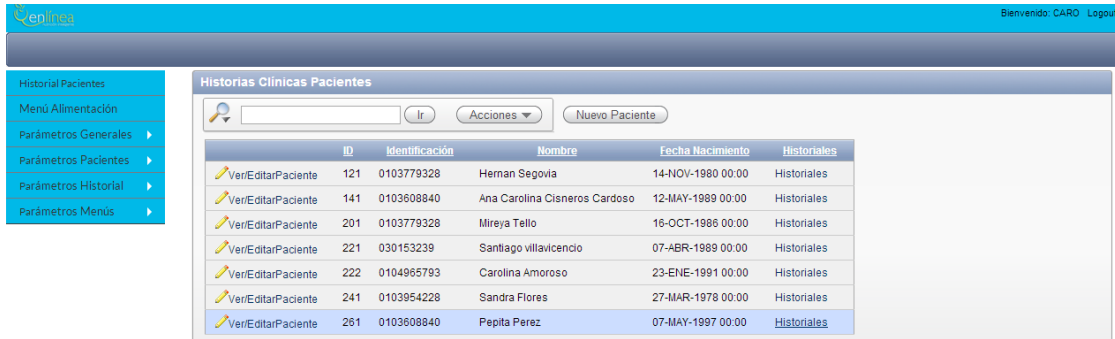 enlínea
Bienvenido: CARO Logou
Historial Pacientes
Menú Alimentación
Parámetros Generales
Parámetros Pacientes
Parámetros Historial
Parámetros Menús
Historias Clínicas Pacientes
Ir Acciones Nuevo Paciente
ID Identificación Nombre Fecha Nacimiento Historiales
Ver/EditarPaciente 121 0103779328 Hernan Segovia 14-NOV-1980 00:00 Historiales
Ver/EditarPaciente 141 0103608840 Ana Carolina Cisneros Cardoso 12-MAY-1989 00:00 Historiales
Ver/EditarPaciente 201 0103779328 Mireya Tello 16-OCT-1986 00:00 Historiales
Ver/EditarPaciente 221 030153239 Santiago villavicencio 07-ABR-1989 00:00 Historiales
Ver/EditarPaciente 222 0104965793 Carolina Amoroso 23-ENE-1991 00:00 Historiales
Ver/EditarPaciente 241 0103954228 Sandra Flores 27-MAR-1978 00:00 Historiales
Ver/EditarPaciente 261 0103608840 Pepita Perez 07-MAY-1997 00:00 Historiales